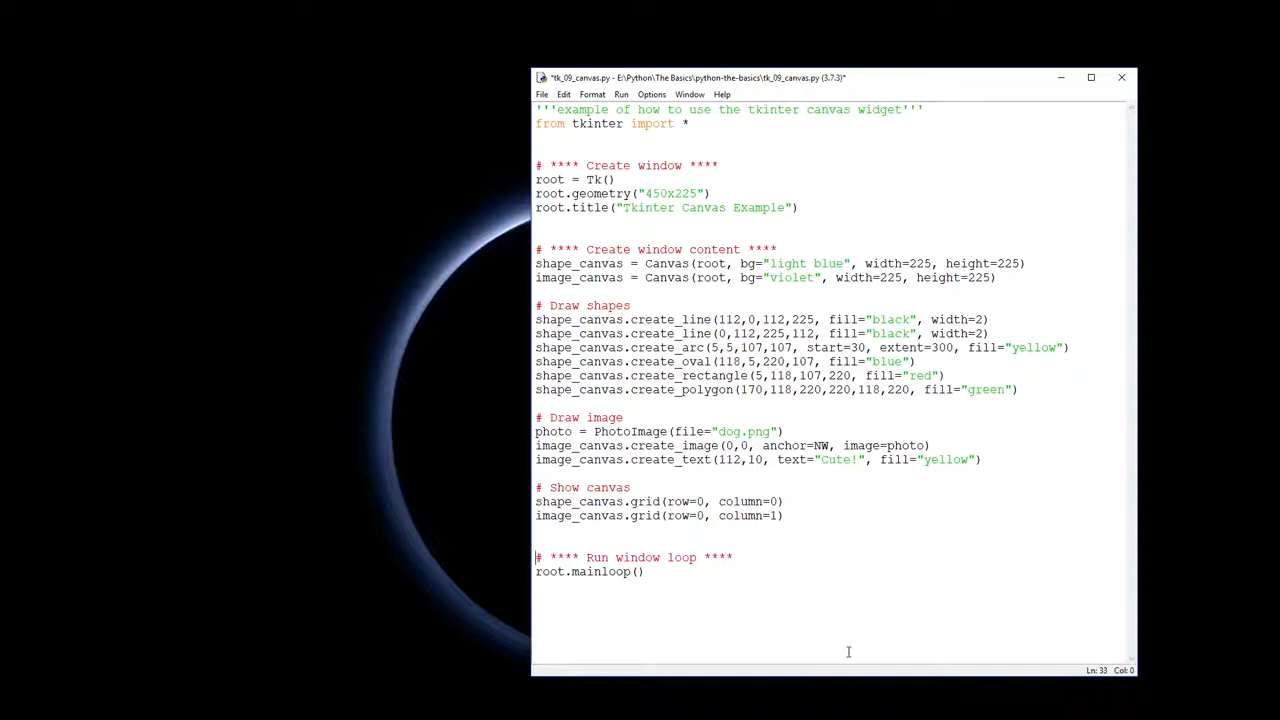 *tk_09_canvas.py - E:\Python\The Basics\python-the-basics\tk_09_canvas.py (3.7.3)*
File Edit Format Run Options Window Help
'''example of how to use the tkinter canvas widget'''
from tkinter import *
# **** Create window ****
root = Tk()
root.geometry("450x225")
root.title("Tkinter Canvas Example")
# **** Create window content ****
shape_canvas = Canvas(root, bg="light blue", width=225, height=225)
image_canvas = Canvas(root, bg="violet", width=225, height=225)
# Draw shapes
shape_canvas.create_line(112,0,112,225, fill="black", width=2)
shape_canvas.create_line(0,112,225,112, fill="black", width=2)
shape_canvas.create_arc(5,5,107,107, start=30, extent=300, fill="yellow")
shape_canvas.create_oval(118,5,220,107, fill="blue")
shape_canvas.create_rectangle(5,118,107,220, fill="red")
shape_canvas.create_polygon(170,118,220,220,118,220, fill="green")
# Draw image
photo = PhotoImage(file="dog.png")
image_canvas.create_image(0,0, anchor=NW, image=photo)
image_canvas.create_text(112,10, text="Cute!", fill="yellow")
# Show canvas
shape_canvas.grid(row=0, column=0)
image_canvas.grid(row=0, column=1)
# **** Run window loop ****
root.mainloop()
Ln: 33 Col: 0